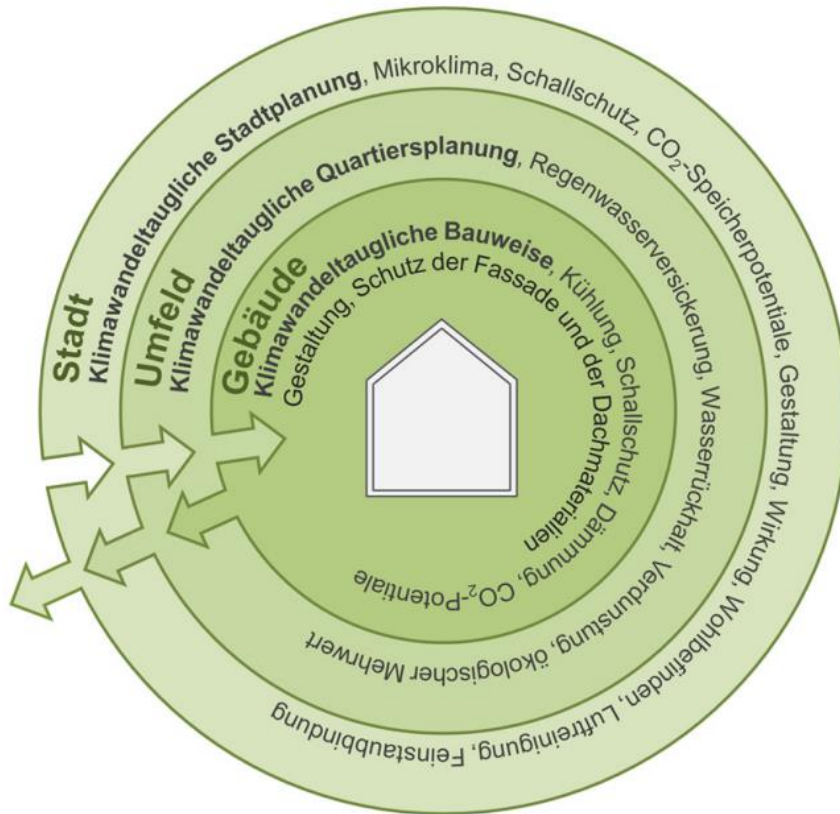 Stadt
Klimawandeltaugliche Stadtplanung, Mikroklima, Schallschutz, CO₂-Speicherpotentiale, Gestaltung, Wirkung, Wohlbefinden, Luftreinigung, Feinstaubbindung
Umfeld
Klimawandeltaugliche Quartiersplanung, Regenwasserversickerung, Wasserrückhalt, Verdunstung, ökologischer Mehrwert
Gebäude
Klimawandeltaugliche Bauweise, Kühlung, Schallschutz, Dämmung, CO₂-Potentiale
Gestaltung, Schutz der Fassade und der Dachmaterialien